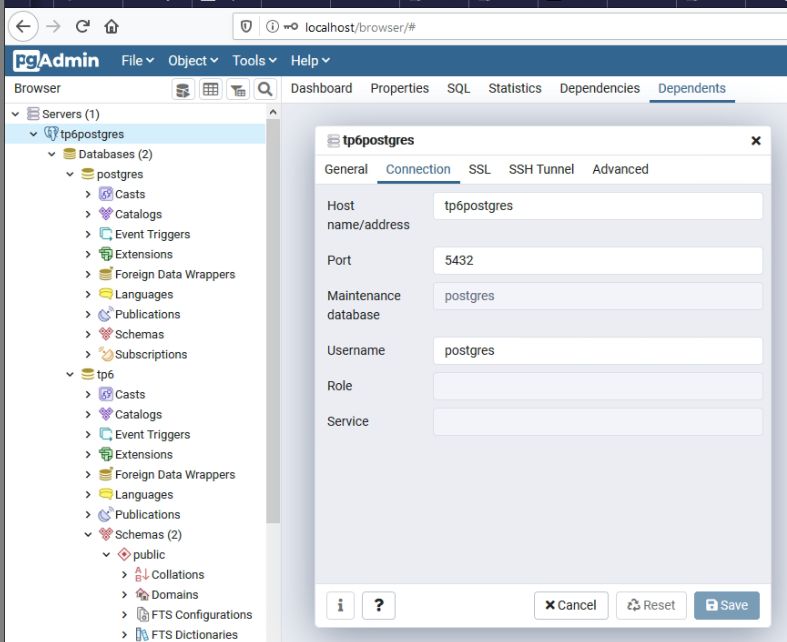 localhost/browser/#
pgAdmin File Object Tools Help
Browser
Dashboard Properties SQL Statistics Dependencies Dependents
Servers (1)
tp6postgres
Databases (2)
postgres
Casts
Catalogs
Event Triggers
Extensions
Foreign Data Wrappers
Languages
Publications
Schemas
Subscriptions
tp6
Casts
Catalogs
Event Triggers
Extensions
Foreign Data Wrappers
Languages
Publications
Schemas (2)
public
Collations
Domains
FTS Configurations
FTS Dictionaries
tp6postgres
General Connection SSL SSH Tunnel Advanced
Host name/address
tp6postgres
Port
5432
Maintenance database
postgres
Username
postgres
Role
Service
i ? Cancel Reset Save